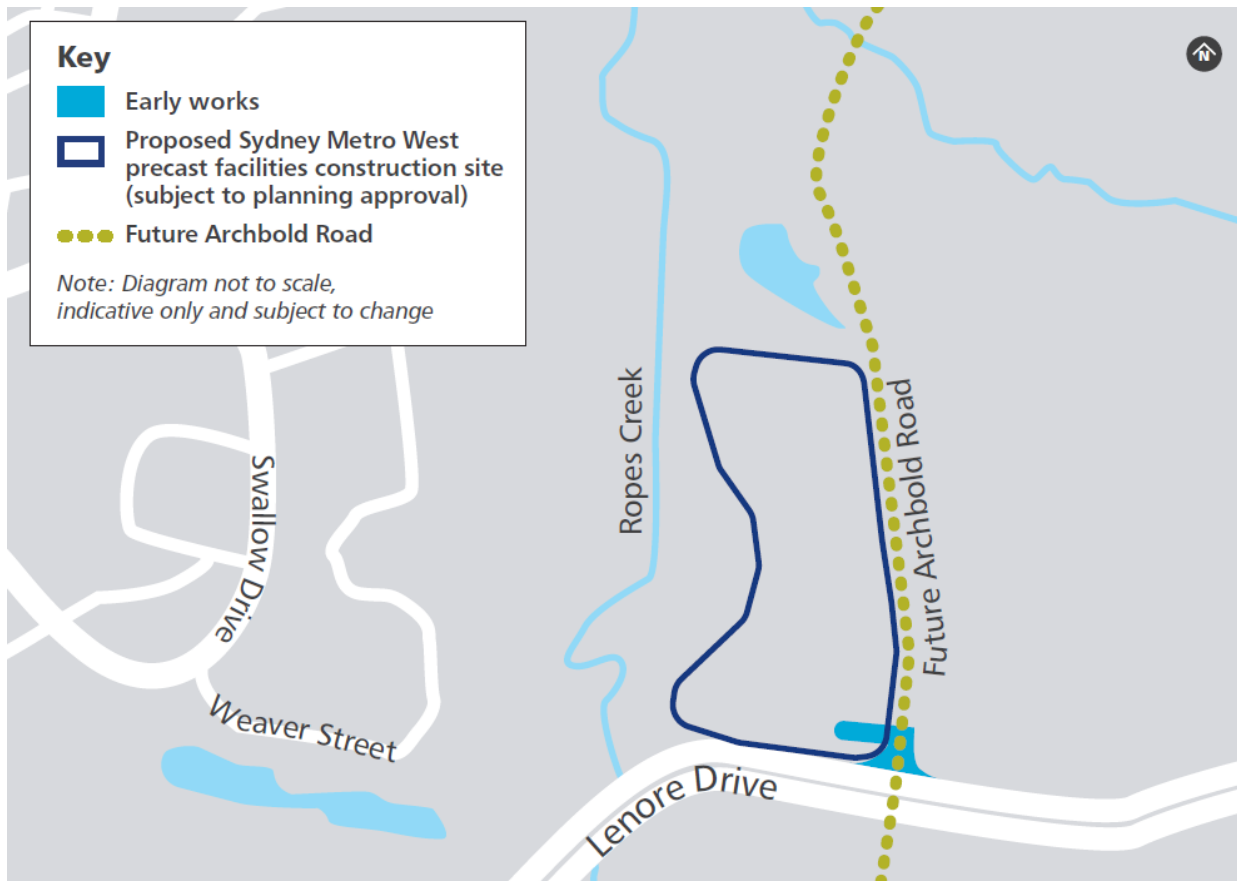 Key
Early works
Proposed Sydney Metro West
precast facilities construction site
(subject to planning approval)
Future Archbold Road
Note: Diagram not to scale,
indicative only and subject to change
N
Ropes Creek
Future Archbold Road
Swallow Drive
Weaver Street
Lenore Drive